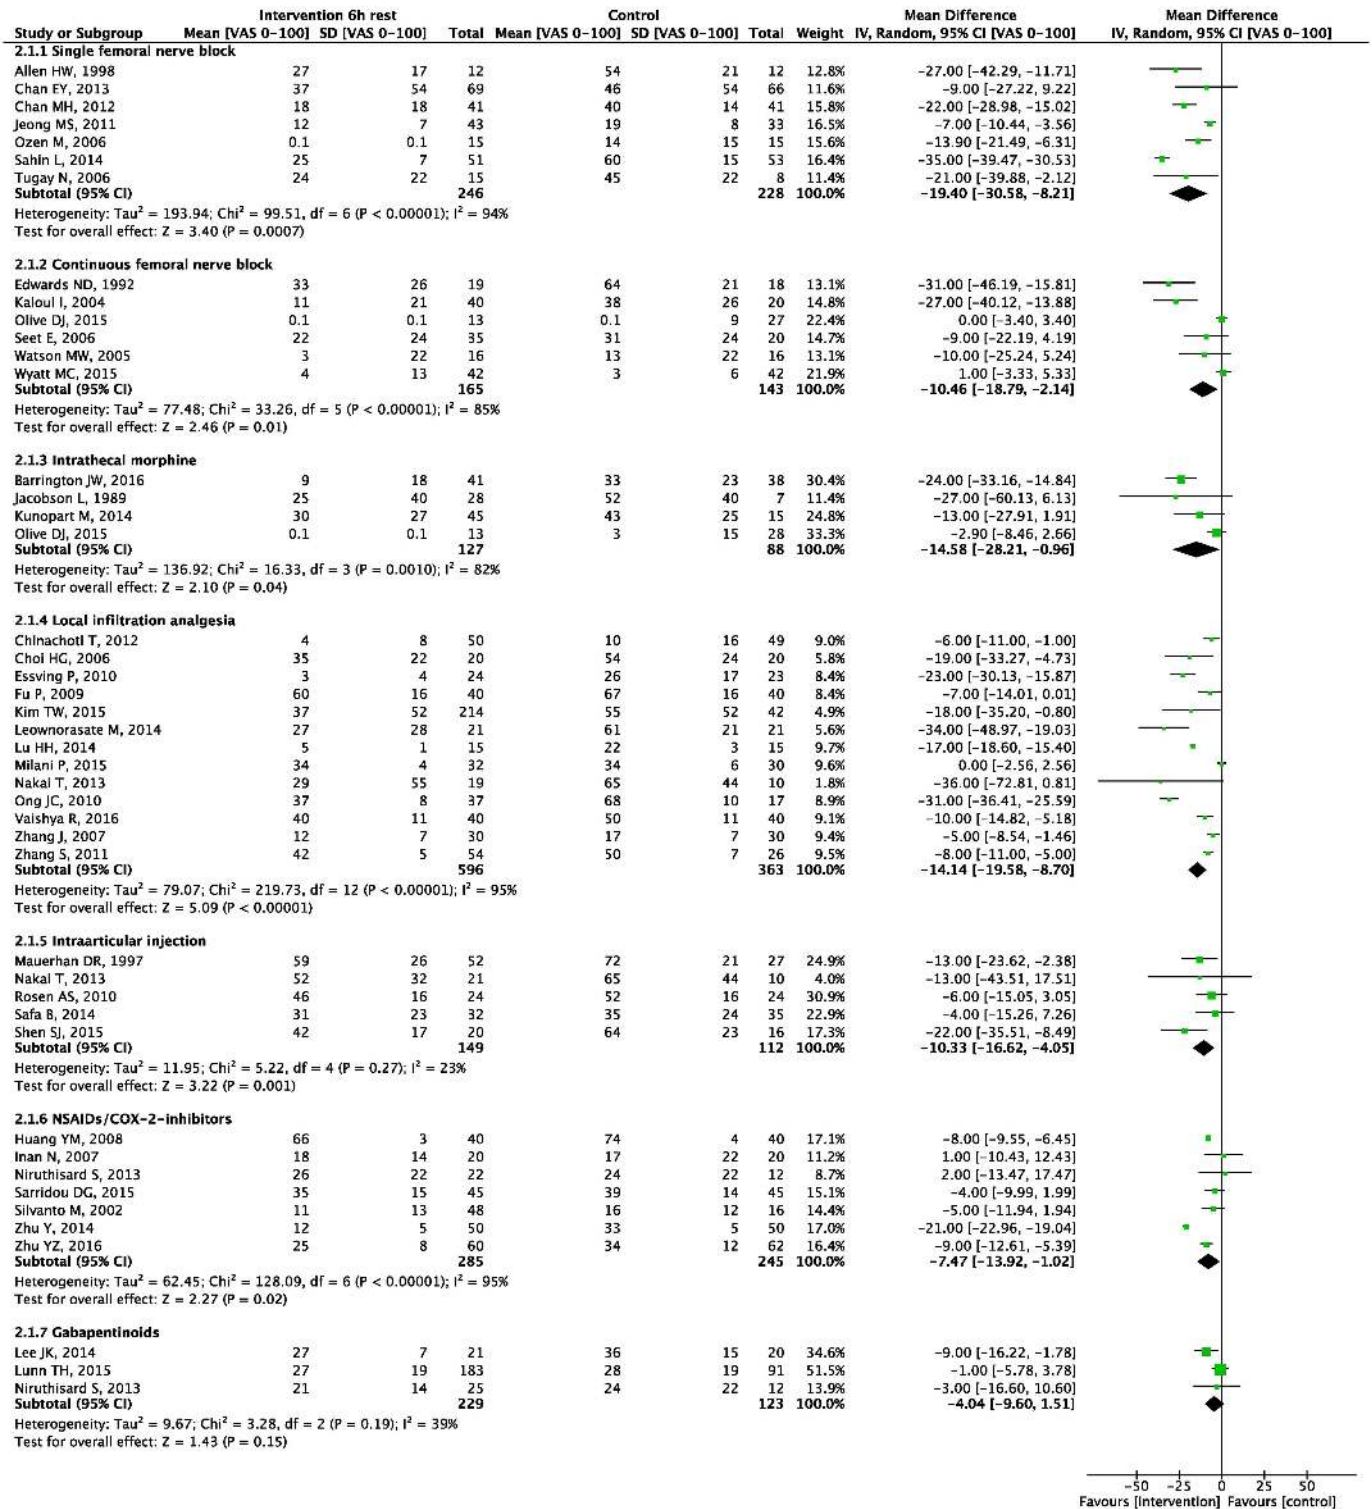 Intervention 6h rest Control Mean Difference Mean Difference
Study or Subgroup Mean [VAS 0-100] SD [VAS 0-100] Total Mean [VAS 0-100] SD [VAS 0-100] Total Weight IV, Random, 95% CI [VAS 0-100] IV, Random, 95% CI [VAS 0-100]
2.1.1 Single femoral nerve block
Allen HW, 1998 27 17 12 54 21 12 12.8% -27.00 [-42.29, -11.71]
Chan EY, 2013 37 54 69 46 54 66 11.6% -9.00 [-27.22, 9.22]
Chan MH, 2012 18 18 41 40 14 41 15.8% -22.00 [-28.98, -15.02]
Jeong MS, 2011 12 7 43 19 8 33 16.5% -7.00 [-10.44, -3.56]
Ozen M, 2006 0.1 0.1 15 14 15 15 15.6% -13.90 [-21.49, -6.31]
Sahin L, 2014 25 7 51 60 15 53 16.4% -35.00 [-39.47, -30.53]
Tugay N, 2006 24 22 15 45 22 8 11.4% -21.00 [-39.88, -2.12]
Subtotal (95% CI) 246 228 100.0% -19.40 [-30.58, -8.21]
Heterogeneity: Tau² = 193.94; Chi² = 99.51, df = 6 (P < 0.00001); I² = 94%
Test for overall effect: Z = 3.40 (P = 0.0007)
2.1.2 Continuous femoral nerve block
Edwards ND, 1992 33 26 19 64 21 18 13.1% -31.00 [-46.19, -15.81]
Kaloul I, 2004 11 21 40 38 26 20 14.8% -27.00 [-40.12, -13.88]
Olive DJ, 2015 0.1 0.1 13 0.1 9 27 22.4% 0.00 [-3.40, 3.40]
Seet E, 2006 22 24 35 31 24 20 14.7% -9.00 [-22.19, 4.19]
Watson MW, 2005 3 22 16 13 22 16 13.1% -10.00 [-25.24, 5.24]
Wyatt MC, 2015 4 13 42 3 6 42 21.9% 1.00 [-3.33, 5.33]
Subtotal (95% CI) 165 143 100.0% -10.46 [-18.79, -2.14]
Heterogeneity: Tau² = 77.48; Chi² = 33.26, df = 5 (P < 0.00001); I² = 85%
Test for overall effect: Z = 2.46 (P = 0.01)
2.1.3 Intrathecal morphine
Barrington JW, 2016 9 18 41 33 23 38 30.4% -24.00 [-33.16, -14.84]
Jacobson L, 1989 25 40 28 52 40 7 11.4% -27.00 [-60.13, 6.13]
Kunopart M, 2014 30 27 45 43 25 15 24.8% -13.00 [-27.91, 1.91]
Olive DJ, 2015 0.1 0.1 13 3 15 28 33.3% -2.90 [-8.46, 2.66]
Subtotal (95% CI) 127 88 100.0% -14.58 [-28.21, -0.96]
Heterogeneity: Tau² = 136.92; Chi² = 16.33, df = 3 (P = 0.0010); I² = 82%
Test for overall effect: Z = 2.10 (P = 0.04)
2.1.4 Local infiltration analgesia
Chinachoti T, 2012 4 8 50 10 16 49 9.0% -6.00 [-11.00, -1.00]
Choi HG, 2006 35 22 20 54 24 20 5.8% -19.00 [-33.27, -4.73]
Essving P, 2010 3 4 24 26 17 23 8.4% -23.00 [-30.13, -15.87]
Fu P, 2009 60 16 40 67 16 40 8.4% -7.00 [-14.01, 0.01]
Kim TW, 2015 37 52 214 55 52 42 4.9% -18.00 [-35.20, -0.80]
Leownorasate M, 2014 27 28 21 61 21 21 5.6% -34.00 [-48.97, -19.03]
Lu HH, 2014 5 1 15 22 3 15 9.7% -17.00 [-18.60, -15.40]
Milani P, 2015 34 4 32 34 6 30 9.6% 0.00 [-2.56, 2.56]
Nakai T, 2013 29 55 19 65 44 10 1.8% -36.00 [-72.81, 0.81]
Ong JC, 2010 37 8 37 68 10 17 8.9% -31.00 [-36.41, -25.59]
Vaishya R, 2016 40 11 40 50 11 40 9.1% -10.00 [-14.82, -5.18]
Zhang J, 2007 12 7 30 17 7 30 9.4% -5.00 [-8.54, -1.46]
Zhang S, 2011 42 5 54 50 7 26 9.5% -8.00 [-11.00, -5.00]
Subtotal (95% CI) 596 363 100.0% -14.14 [-19.58, -8.70]
Heterogeneity: Tau² = 79.07; Chi² = 219.73, df = 12 (P < 0.00001); I² = 95%
Test for overall effect: Z = 5.09 (P < 0.00001)
2.1.5 Intraarticular injection
Mauerhan DR, 1997 59 26 52 72 21 27 24.9% -13.00 [-23.62, -2.38]
Nakai T, 2013 52 32 21 65 44 10 4.0% -13.00 [-43.51, 17.51]
Rosen AS, 2010 46 16 24 52 16 24 30.9% -6.00 [-15.05, 3.05]
Safa B, 2014 31 23 32 35 24 35 22.9% -4.00 [-15.26, 7.26]
Shen SJ, 2015 42 17 20 64 23 16 17.3% -22.00 [-35.51, -8.49]
Subtotal (95% CI) 149 112 100.0% -10.33 [-16.62, -4.05]
Heterogeneity: Tau² = 11.95; Chi² = 5.22, df = 4 (P = 0.27); I² = 23%
Test for overall effect: Z = 3.22 (P = 0.001)
2.1.6 NSAIDs/COX-2-inhibitors
Huang YM, 2008 66 3 40 74 4 40 17.1% -8.00 [-9.55, -6.45]
Inan N, 2007 18 14 20 17 22 20 11.2% 1.00 [-10.43, 12.43]
Niruthisard S, 2013 26 22 22 24 22 12 8.7% 2.00 [-13.47, 17.47]
Sarridou DG, 2015 35 15 45 39 14 45 15.1% -4.00 [-9.99, 1.99]
Silvanto M, 2002 11 13 48 16 12 16 14.4% -5.00 [-11.94, 1.94]
Zhu Y, 2014 12 5 50 33 5 50 17.0% -21.00 [-22.96, -19.04]
Zhu YZ, 2016 25 8 60 34 12 62 16.4% -9.00 [-12.61, -5.39]
Subtotal (95% CI) 285 245 100.0% -7.47 [-13.92, -1.02]
Heterogeneity: Tau² = 62.45; Chi² = 128.09, df = 6 (P < 0.00001); I² = 95%
Test for overall effect: Z = 2.27 (P = 0.02)
2.1.7 Gabapentinoids
Lee JK, 2014 27 7 21 36 15 20 34.6% -9.00 [-16.22, -1.78]
Lunn TH, 2015 27 19 183 28 19 91 51.5% -1.00 [-5.78, 3.78]
Niruthisard S, 2013 21 14 25 24 22 12 13.9% -3.00 [-16.60, 10.60]
Subtotal (95% CI) 229 123 100.0% -4.04 [-9.60, 1.51]
Heterogeneity: Tau² = 9.67; Chi² = 3.28, df = 2 (P = 0.19); I² = 39%
Test for overall effect: Z = 1.43 (P = 0.15)
-50 -25 0 25 50
Favours [intervention] Favours [control]